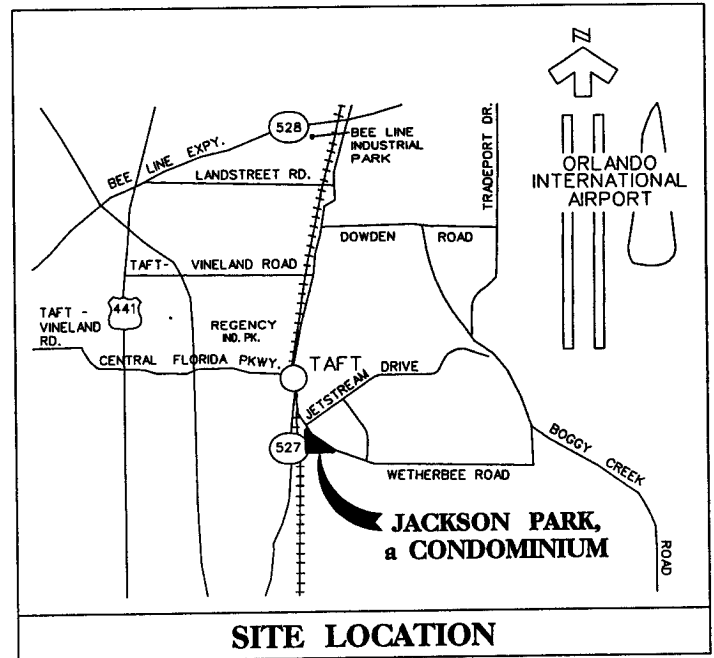 N
528
BEE LINE EXPY.
BEE LINE
INDUSTRIAL
PARK
LANDSTREET RD.
TRADEPORT DR.
ORLANDO
INTERNATIONAL
AIRPORT
DOWDEN ROAD
TAFT- VINELAND ROAD
441
TAFT -
VINELAND
RD.
REGENCY
IND. PK.
CENTRAL FLORIDA PKWY.
TAFT
JETSTREAM DRIVE
527
WETHERBEE ROAD
BOGGY CREEK
ROAD
JACKSON PARK,
a CONDOMINIUM
SITE LOCATION